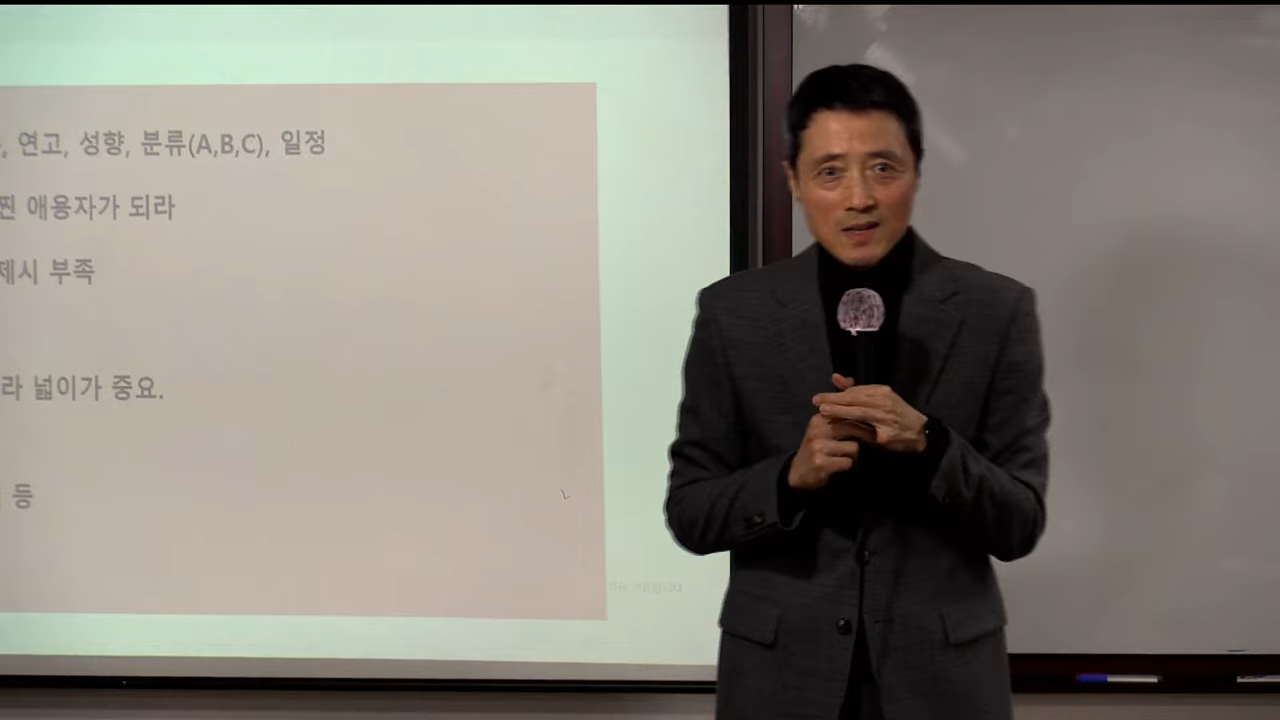 , 연고, 성향, 분류(A,B,C), 일정
찐 애용자가 되라
제시 부족
라 넓이가 중요.
등